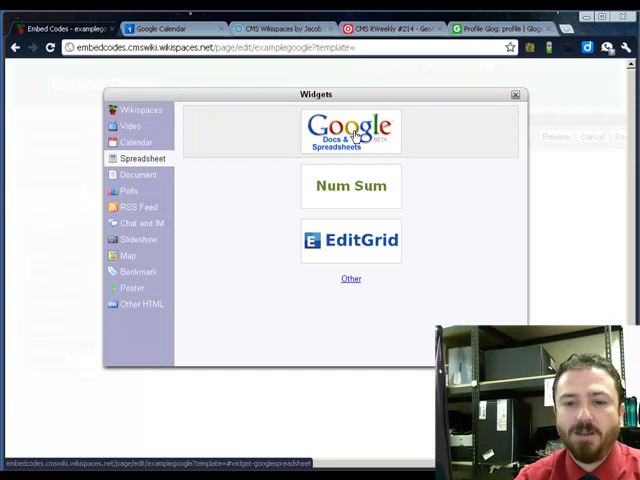 Embed Codes - example
Google Calendar
CMS Wikispaces by Jacob
CMS ItWeekly #214 - Geo
Profile Glog: profile | Glog
embedcodes.cmswiki.wikispaces.net/page/edit/examplegoogle?template=
Preview
Cancel
Widgets
Wikispaces
Video
Calendar
Spreadsheet
Document
Polls
RSS Feed
Chat and IM
Slideshow
Map
Bookmark
Poster
Other HTML
Google
BETA
Docs &
Spreadsheets
Num Sum
E EditGrid
Other
embedcodes.cmswiki.wikispaces.net/page/edit/examplegoogle?template=#widget-googlespreadsheet